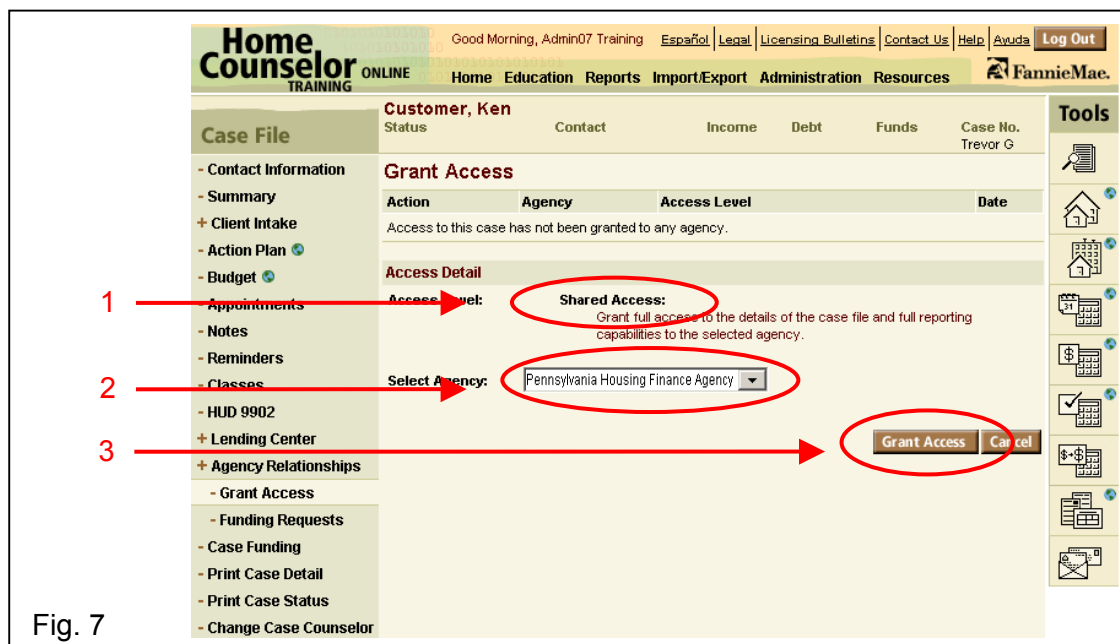 Home
Counselor ONLINE
TRAINING
Good Morning, Admin07 Training Español Legal Licensing Bulletins Contact Us Help Ayuda Log Out
Home Education Reports Import/Export Administration Resources
FannieMae.
Case File
- Contact Information
- Summary
+ Client Intake
- Action Plan
- Budget
- Appointments
- Notes
- Reminders
- Classes
- HUD 9902
+ Lending Center
+ Agency Relationships
- Grant Access
- Funding Requests
- Case Funding
- Print Case Detail
- Print Case Status
- Change Case Counselor
Customer, Ken
Status Contact Income Debt Funds Case No.
Trevor G
Grant Access
Action Agency Access Level Date
Access to this case has not been granted to any agency.
Access Detail
Access Level: Shared Access:
Grant full access to the details of the case file and full reporting
capabilities to the selected agency.
Select Agency: Pennsylvania Housing Finance Agency
Grant Access Cancel
Tools
31
$
$+$
1
2
3
Fig. 7